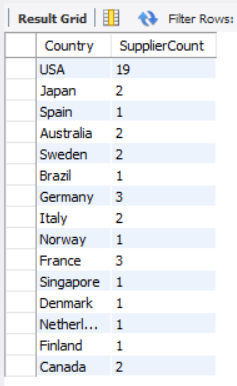 Result Grid Filter Rows:
Country SupplierCount
USA 19
Japan 2
Spain 1
Australia 2
Sweden 2
Brazil 1
Germany 3
Italy 2
Norway 1
France 3
Singapore 1
Denmark 1
Netherl... 1
Finland 1
Canada 2